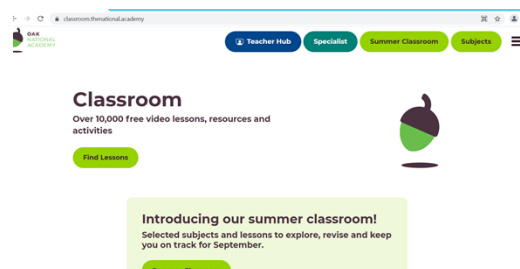 classroom.thenational.academy
OAK
NATIONAL
ACADEMY
Teacher Hub
Specialist
Summer Classroom
Subjects
Classroom
Over 10,000 free video lessons, resources and
activities
Find Lessons
Introducing our summer classroom!
Selected subjects and lessons to explore, revise and keep
you on track for September.